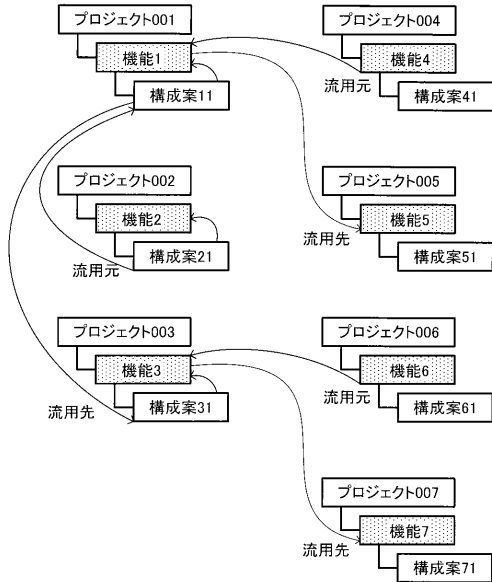 プロジェクト001
機能1
構成案11
プロジェクト004
機能4
流用元
構成案41
プロジェクト002
機能2
構成案21
流用元
プロジェクト005
機能5
流用先
構成案51
プロジェクト003
機能3
構成案31
流用先
プロジェクト006
機能6
流用元
構成案61
プロジェクト007
機能7
流用先
構成案71